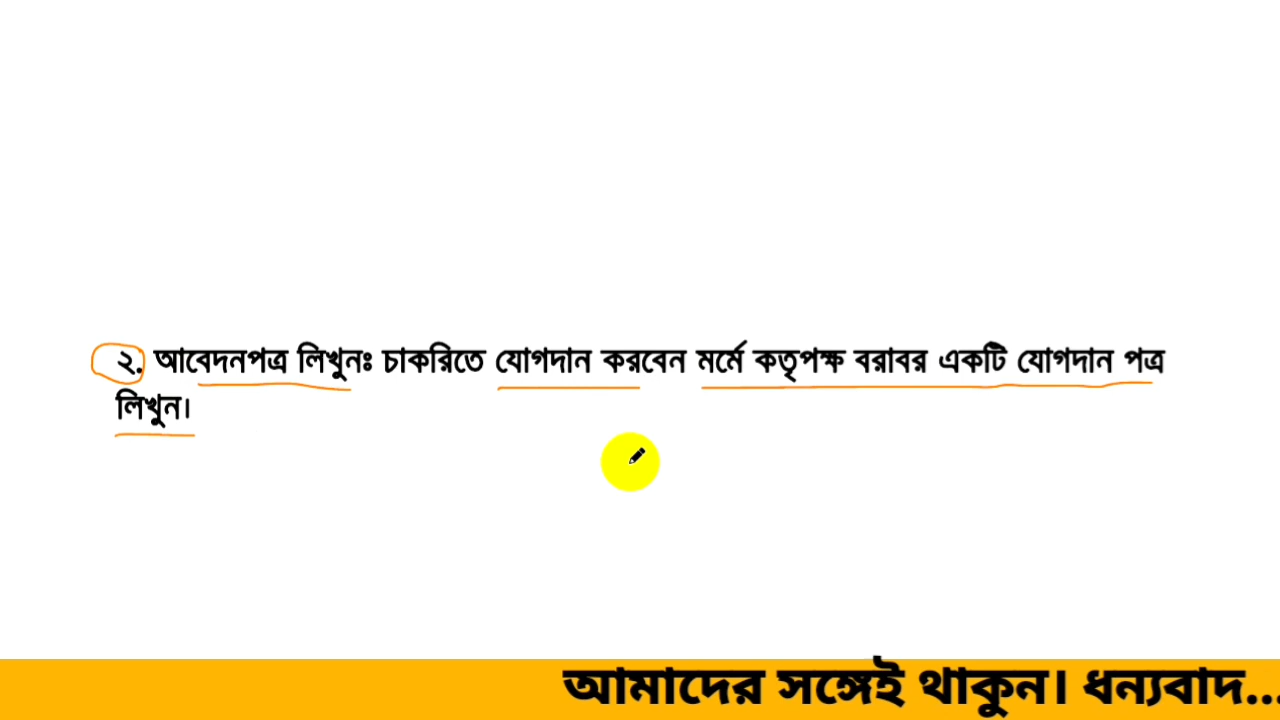 ২. আবেদনপত্র লিখুনঃ চাকরিতে যোগদান করবেন মর্মে কতৃপক্ষ বরাবর একটি যোগদান পত্র
লিখুন।
আমাদের সঙ্গেই থাকুন। ধন্যবাদ...